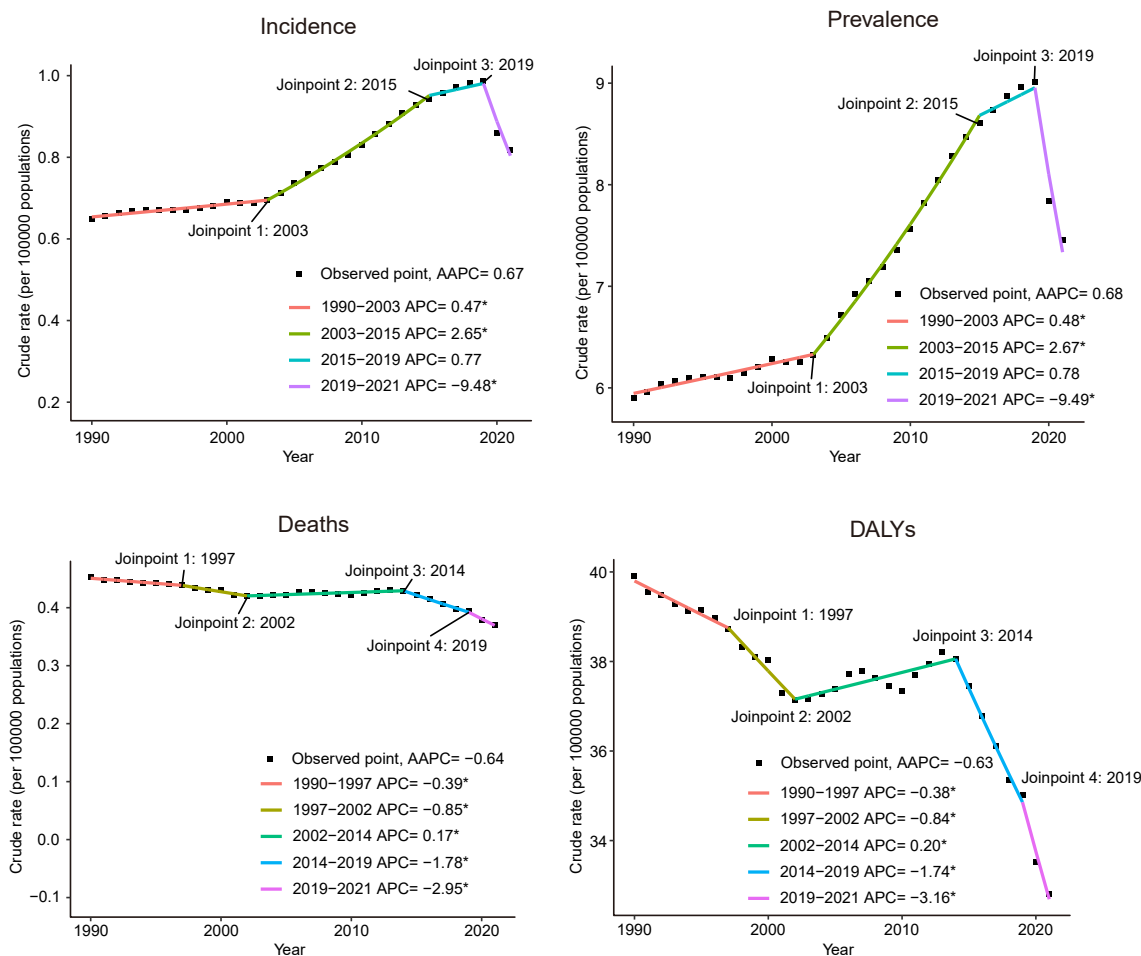 Incidence
Joinpoint 3: 2019
Joinpoint 2: 2015
1.0
0.8
0.6
0.4
0.2
Crude rate (per 100000 populations)
Joinpoint 1: 2003
Observed point, AAPC= 0.67
1990−2003 APC= 0.47*
2003−2015 APC= 2.65*
2015−2019 APC= 0.77
2019−2021 APC= −9.48*
1990
2000
2010
2020
Year
Prevalence
Joinpoint 3: 2019
Joinpoint 2: 2015
9
8
7
6
Crude rate (per 100000 populations)
Observed point, AAPC= 0.68
1990−2003 APC= 0.48*
2003−2015 APC= 2.67*
2015−2019 APC= 0.78
2019−2021 APC= −9.49*
Joinpoint 1: 2003
1990
2000
2010
2020
Year
Deaths
Joinpoint 1: 1997
Joinpoint 3: 2014
Joinpoint 2: 2002
Joinpoint 4: 2019
0.4
0.3
0.2
0.1
0.0
−0.1
Crude rate (per 100000 populations)
Observed point, AAPC= −0.64
1990−1997 APC= −0.39*
1997−2002 APC= −0.85*
2002−2014 APC= 0.17*
2014−2019 APC= −1.78*
2019−2021 APC= −2.95*
1990
2000
2010
2020
Year
DALYs
40
38
36
34
Crude rate (per 100000 populations)
Joinpoint 1: 1997
Joinpoint 3: 2014
Joinpoint 2: 2002
Joinpoint 4: 2019
Observed point, AAPC= −0.63
1990−1997 APC= −0.38*
1997−2002 APC= −0.84*
2002−2014 APC= 0.20*
2014−2019 APC= −1.74*
2019−2021 APC= −3.16*
1990
2000
2010
2020
Year